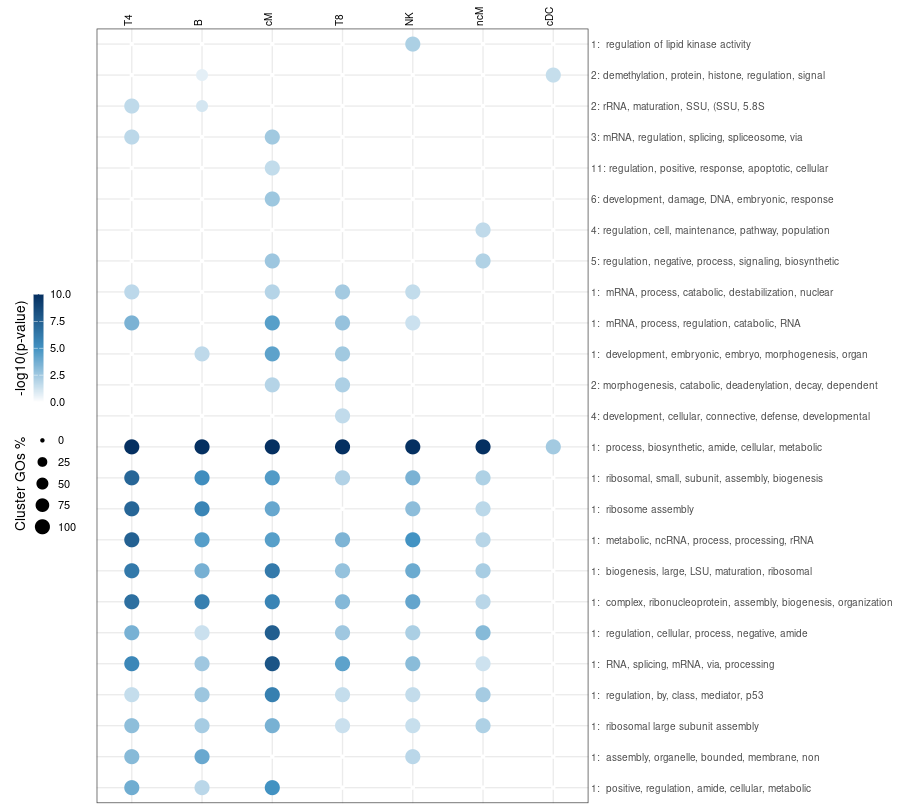 T4 B cM T8 NK ncM cDC
1: regulation of lipid kinase activity
2: demethylation, protein, histone, regulation, signal
2: rRNA, maturation, SSU, (SSU, 5.8S
3: mRNA, regulation, splicing, spliceosome, via
11: regulation, positive, response, apoptotic, cellular
6: development, damage, DNA, embryonic, response
4: regulation, cell, maintenance, pathway, population
5: regulation, negative, process, signaling, biosynthetic
1: mRNA, process, catabolic, destabilization, nuclear
1: mRNA, process, regulation, catabolic, RNA
1: development, embryonic, embryo, morphogenesis, organ
2: morphogenesis, catabolic, deadenylation, decay, dependent
4: development, cellular, connective, defense, developmental
1: process, biosynthetic, amide, cellular, metabolic
1: ribosomal, small, subunit, assembly, biogenesis
1: ribosome assembly
1: metabolic, ncRNA, process, processing, rRNA
1: biogenesis, large, LSU, maturation, ribosomal
1: complex, ribonucleoprotein, assembly, biogenesis, organization
1: regulation, cellular, process, negative, amide
1: RNA, splicing, mRNA, via, processing
1: regulation, by, class, mediator, p53
1: ribosomal large subunit assembly
1: assembly, organelle, bounded, membrane, non
1: positive, regulation, amide, cellular, metabolic
-log10(p-value)
10.0
7.5
5.0
2.5
0.0
Cluster GOs %
0
25
50
75
100